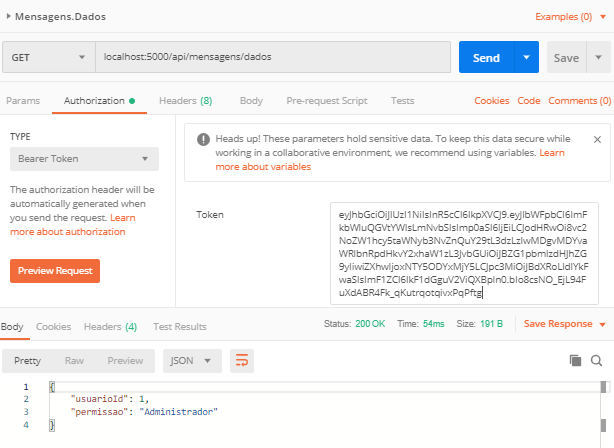 Mensagens.Dados
Examples (0)
GET
localhost:5000/api/mensagens/dados
Send
Save
Params
Authorization
Headers (8)
Body
Pre-request Script
Tests
Cookies
Code
Comments (0)
TYPE
Bearer Token
The authorization header will be
automatically generated when
you send the request. Learn
more about authorization
Preview Request
Heads up! These parameters hold sensitive data. To keep this data secure while
working in a collaborative environment, we recommend using variables. Learn
more about variables
Token
eyJhbGciOiJIUzI1NiIsInR5cCI6IkpXVCJ9.eyJlbWFpbCI6ImF
kbWluQGVtYWlsLmNvbSIsImp0aSI6IjEiLCJodHRwOi8vc2
NoZW1hcy5taWNyb3NvZnQuY29tL3dzLzIwMDgvMDYva
WRlbnRpdHkvY2xhaW1zL3JvbGUiOiJBZG1pbmlzdHJhZG
9yIiwiZXhwIjoxNTY5ODYxMjY5LCJpc3MiOiJBdXRoLldlYkF
waSIsImF1ZCI6IkF1dGguV2ViQXBpIn0.bIo8csNO_EjL94F
uXdABR4Fk_qKutrqotqivxPqPftg
Body
Cookies
Headers (4)
Test Results
Status: 200 OK
Time: 54ms
Size: 191 B
Save Response
Pretty
Raw
Preview
JSON
1 {
2 "usuarioId": 1,
3 "permissao": "Administrador"
4 }